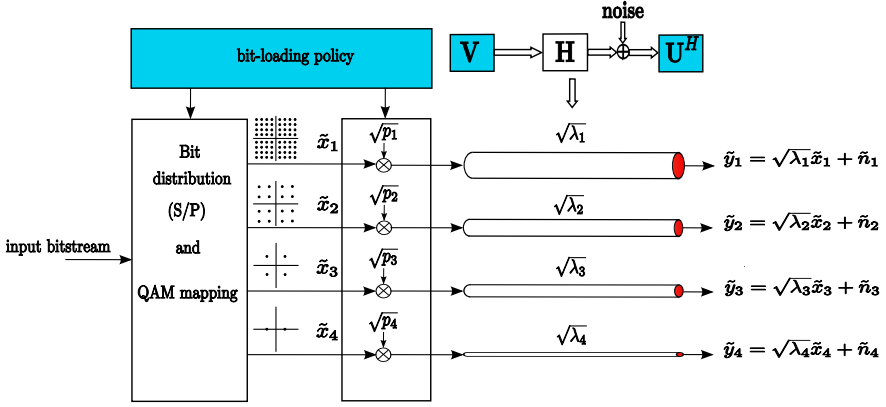 noise
bit-loading policy
V
H
⊕
U^H
Bit
distribution
(S/P)
and
QAM mapping
input bitstream
x̃₁
√p₁
⊗
√λ₁
ỹ₁ = √λ₁x̃₁ + ñ₁
x̃₂
√p₂
⊗
√λ₂
ỹ₂ = √λ₂x̃₂ + ñ₂
x̃₃
√p₃
⊗
√λ₃
ỹ₃ = √λ₃x̃₃ + ñ₃
x̃₄
√p₄
⊗
√λ₄
ỹ₄ = √λ₄x̃₄ + ñ₄